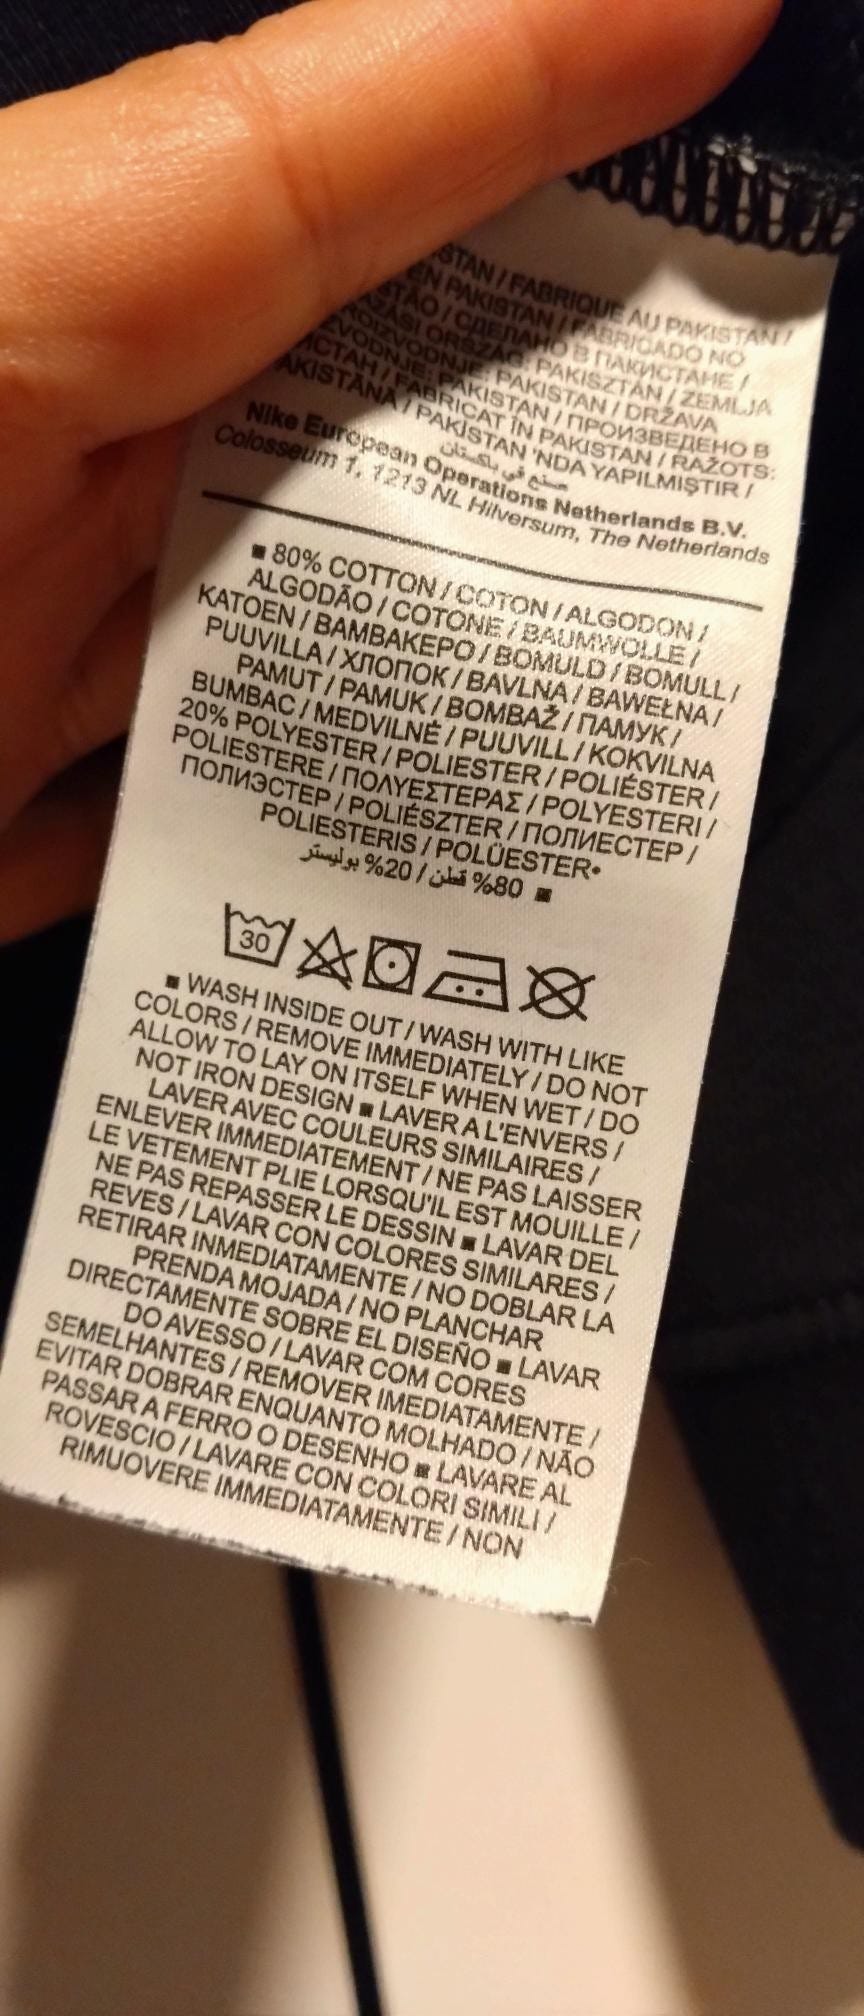 STAN / FABRIQUE AU PAKISTAN /
EN PAKISTAN / FABRICADO NO
STÃO / СДЕЛАНО В ПАКИСТАНЕ /
ORSZÁG: PAKISZTÁN / ZEMLJA
PAKISTAN / DRŽAVA
PAKISTAN / ПРОИЗВЕДЕНО В
/ FABRICAT ÎN PAKISTAN / RAŽOTS:
AKISTĀNA / PAKİSTAN 'NDA YAPILMIŞTIR /
صنع في باكستان
Nike European Operations Netherlands B.V.
Colosseum 1, 1213 NL Hilversum, The Netherlands
■ 80% COTTON / COTON / ALGODON /
ALGODÃO / COTONE / BAUMWOLLE /
KATOEN / ΒΑΜΒΑΚΕΡΟ / BOMULD / BOMULL /
PUUVILLA / ХЛОПОК / BAVLNA / BAWEŁNA /
PAMUT / PAMUK / BOMBAŽ / ПАМУК /
BUMBAC / MEDVILNĖ / PUUVILL / KOKVILNA
20% POLYESTER / POLIESTER / POLIÉSTER /
POLIESTERE / ΠΟΛΥΕΣΤΕΡΑΣ / POLYESTERI /
ПОЛИЭСТЕР / POLIÉSZTER / ПОЛИЕСТЕР /
POLIESTERIS / POLÜESTER•
80% قطن / 20% بوليستر ■
30
■ WASH INSIDE OUT / WASH WITH LIKE
COLORS / REMOVE IMMEDIATELY / DO NOT
ALLOW TO LAY ON ITSELF WHEN WET / DO
NOT IRON DESIGN ■ LAVER A L'ENVERS /
LAVER AVEC COULEURS SIMILAIRES /
ENLEVER IMMEDIATEMENT / NE PAS LAISSER
LE VETEMENT PLIE LORSQU'IL EST MOUILLE /
NE PAS REPASSER LE DESSIN ■ LAVAR DEL
REVES / LAVAR CON COLORES SIMILARES /
RETIRAR INMEDIATAMENTE / NO DOBLAR LA
PRENDA MOJADA / NO PLANCHAR
DIRECTAMENTE SOBRE EL DISEÑO ■ LAVAR
DO AVESSO / LAVAR COM CORES
SEMELHANTES / REMOVER IMEDIATAMENTE /
EVITAR DOBRAR ENQUANTO MOLHADO / NÃO
PASSAR A FERRO O DESENHO ■ LAVARE AL
ROVESCIO / LAVARE CON COLORI SIMILI /
RIMUOVERE IMMEDIATAMENTE / NON